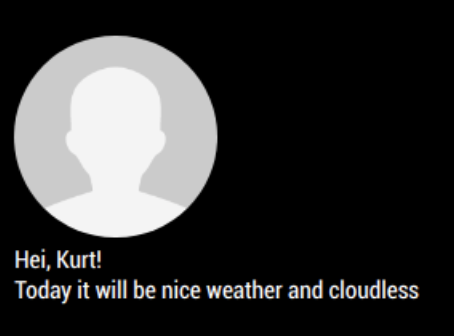 Hei, Kurt!
Today it will be nice weather and cloudless